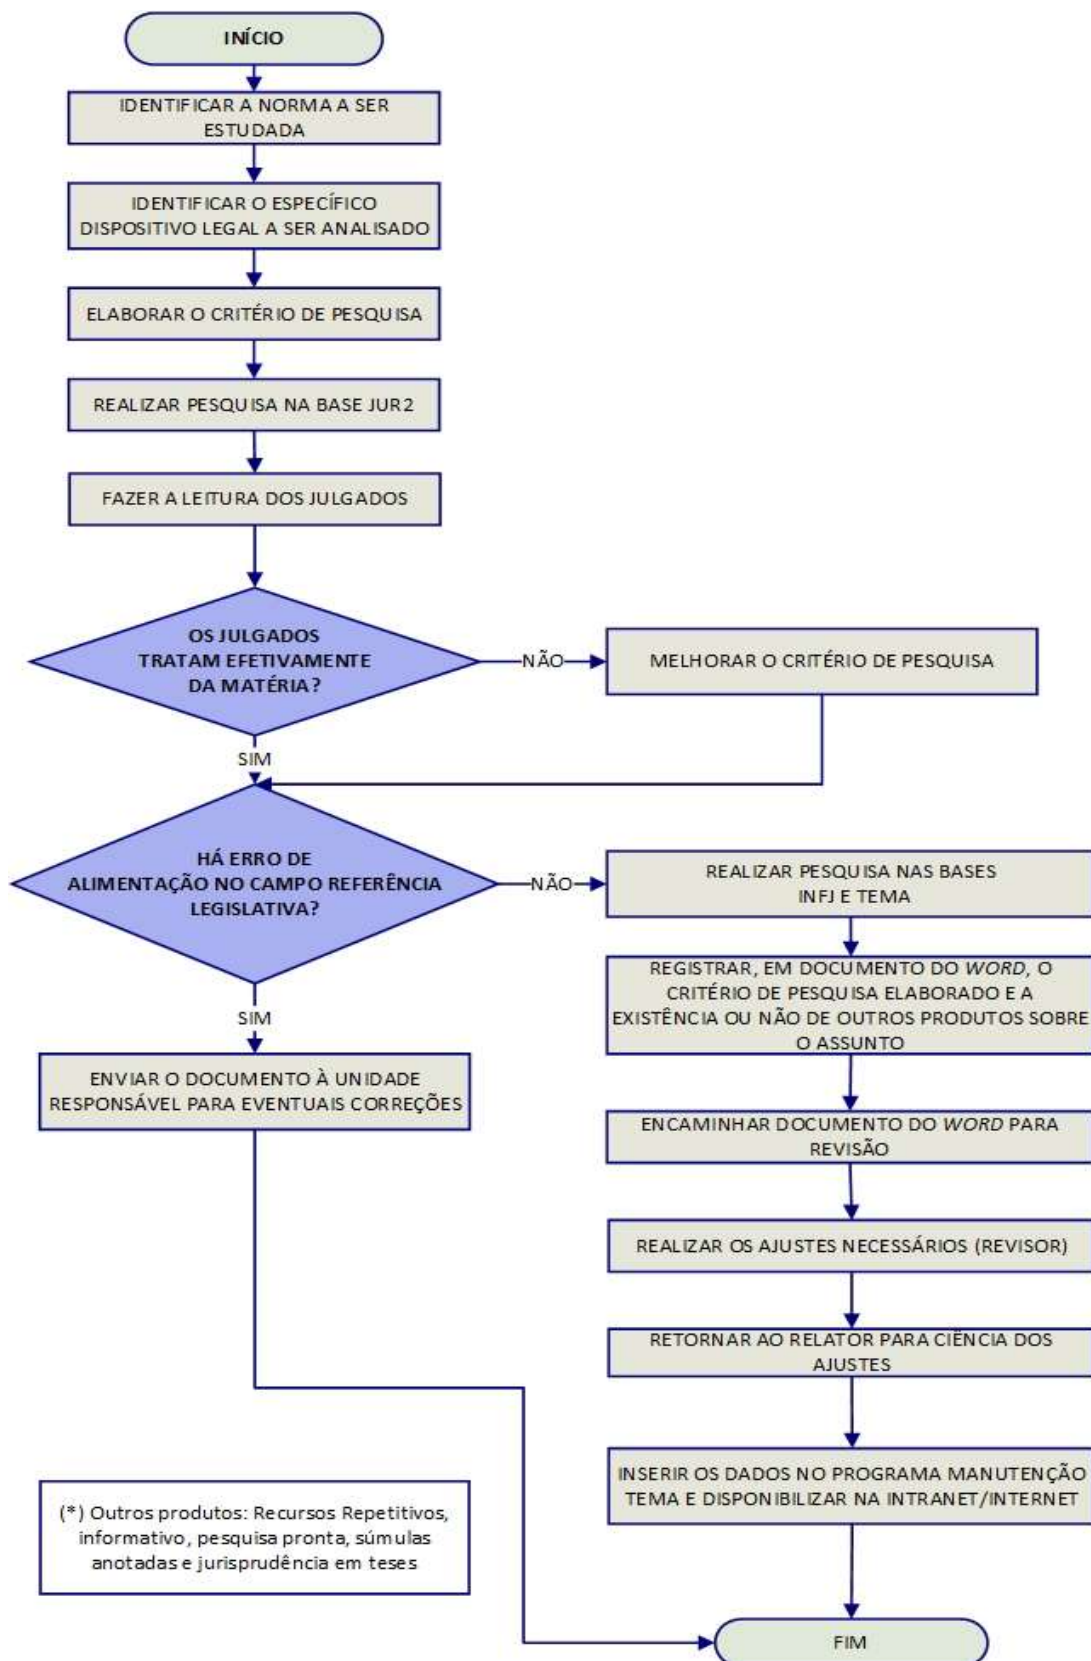 INÍCIO
IDENTIFICAR A NORMA A SER
ESTUDADA
IDENTIFICAR O ESPECÍFICO
DISPOSITIVO LEGAL A SER ANALISADO
ELABORAR O CRITÉRIO DE PESQUISA
REALIZAR PESQUISA NA BASE JUR2
FAZER A LEITURA DOS JULGADOS
OS JULGADOS
TRATAM EFETIVAMENTE
DA MATÉRIA?
NÃO
MELHORAR O CRITÉRIO DE PESQUISA
SIM
HÁ ERRO DE
ALIMENTAÇÃO NO CAMPO REFERÊNCIA
LEGISLATIVA?
NÃO
REALIZAR PESQUISA NAS BASES
INFJ E TEMA
REGISTRAR, EM DOCUMENTO DO WORD, O
CRITÉRIO DE PESQUISA ELABORADO E A
EXISTÊNCIA OU NÃO DE OUTROS PRODUTOS SOBRE
O ASSUNTO
SIM
ENVIAR O DOCUMENTO À UNIDADE
RESPONSÁVEL PARA EVENTUAIS CORREÇÕES
ENCAMINHAR DOCUMENTO DO WORD PARA
REVISÃO
REALIZAR OS AJUSTES NECESSÁRIOS (REVISOR)
RETORNAR AO RELATOR PARA CIÊNCIA DOS
AJUSTES
INSERIR OS DADOS NO PROGRAMA MANUTENÇÃO
TEMA E DISPONIBILIZAR NA INTRANET/INTERNET
(*) Outros produtos: Recursos Repetitivos,
informativo, pesquisa pronta, súmulas
anotadas e jurisprudência em teses
FIM